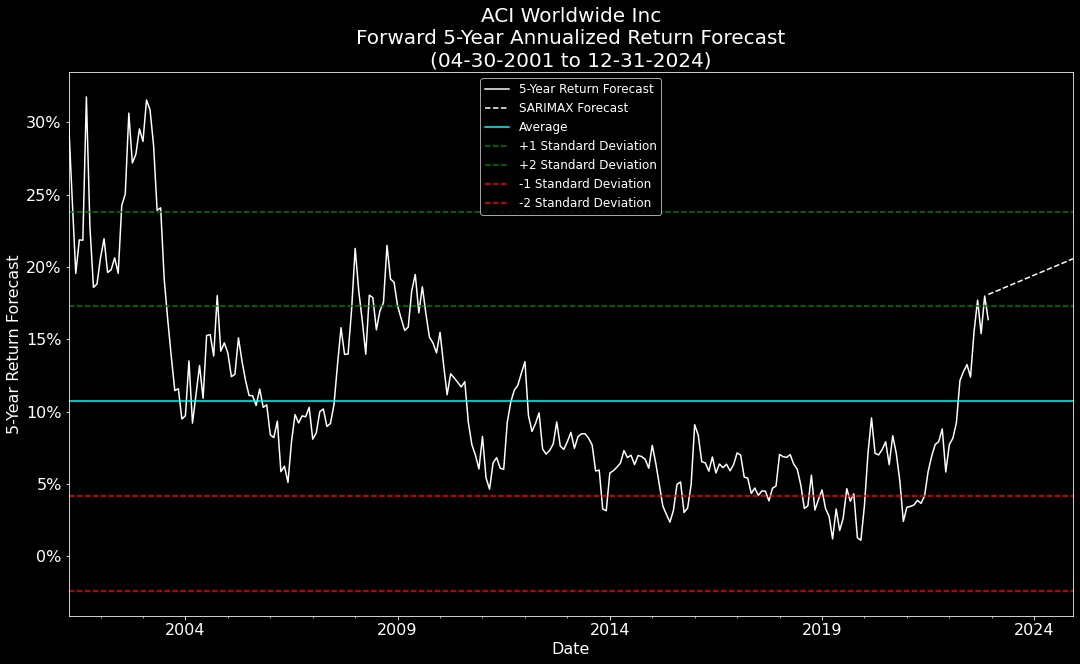 ACI Worldwide Inc
Forward 5-Year Annualized Return Forecast
(04-30-2001 to 12-31-2024)
5-Year Return Forecast
SARIMAX Forecast
Average
+1 Standard Deviation
+2 Standard Deviation
-1 Standard Deviation
-2 Standard Deviation
30%
25%
20%
15%
10%
5%
0%
5-Year Return Forecast
2004
2009
2014
2019
2024
Date